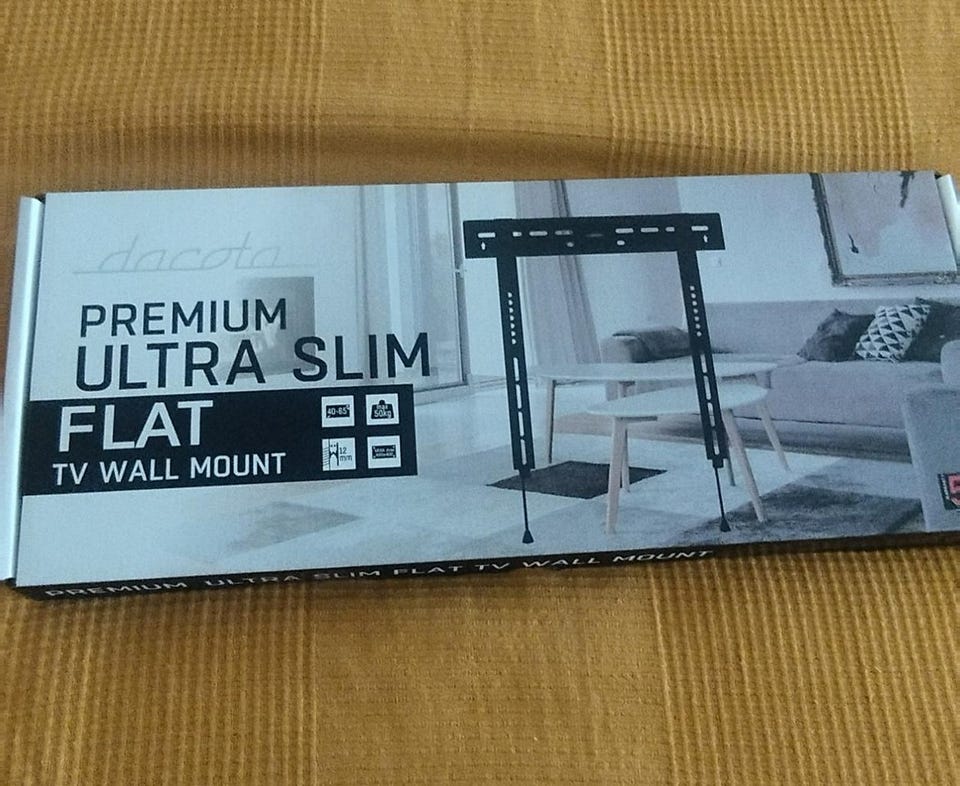 dacota
PREMIUM
ULTRA SLIM
FLAT
TV WALL MOUNT
40-65"
max
50kg
12
mm
PREMIUM ULTRA SLIM FLAT TV WALL MOUNT
5